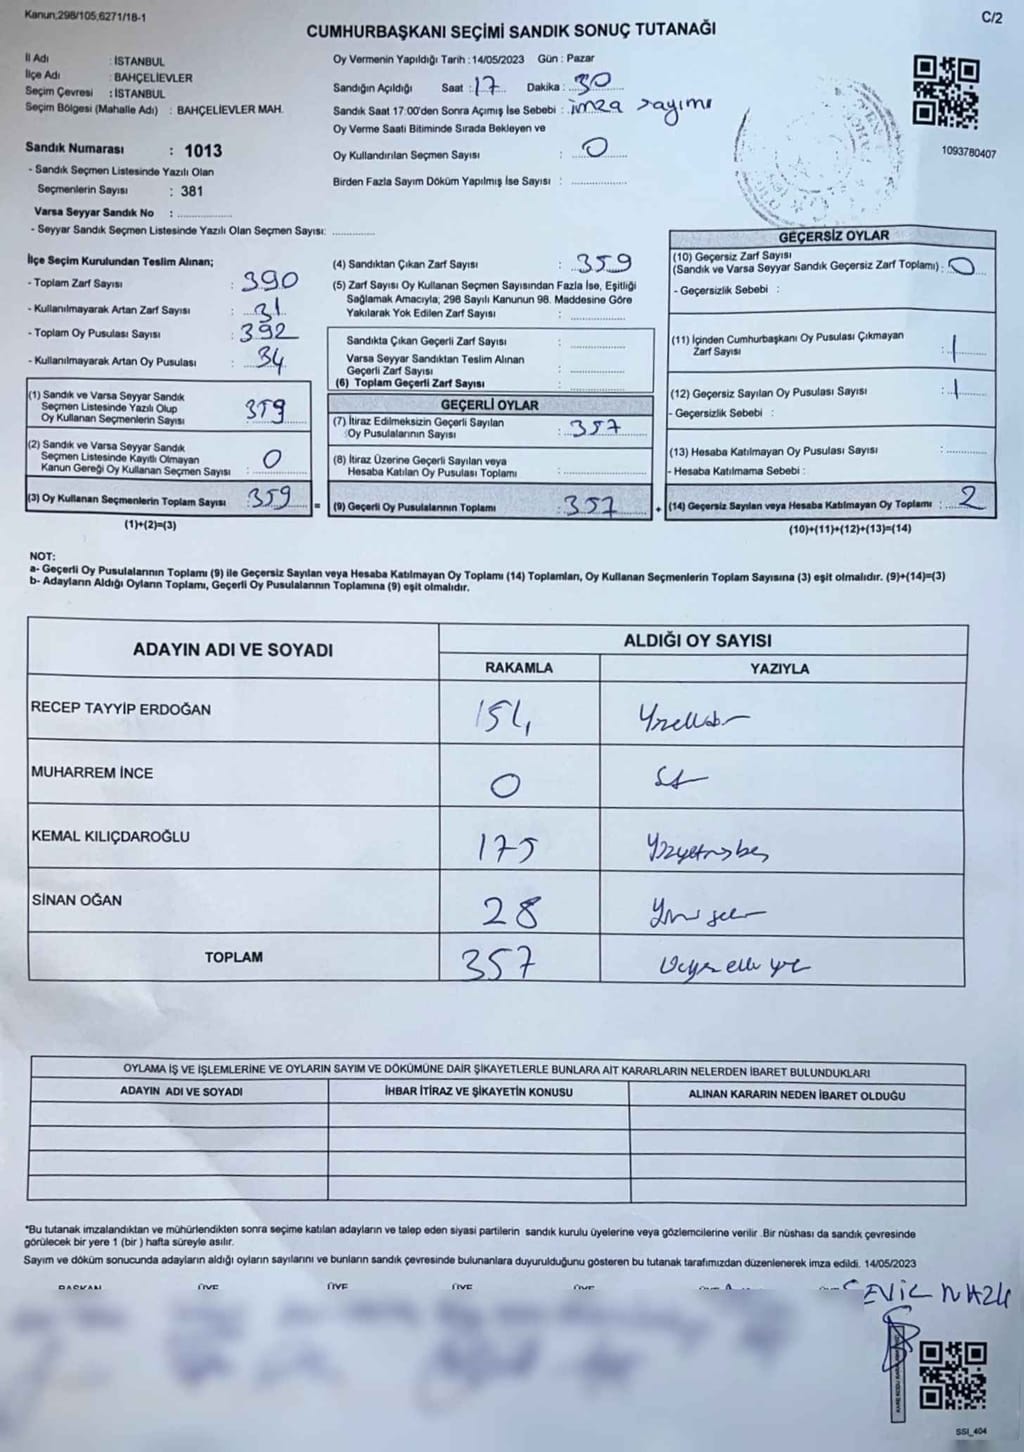 Kanun;298/105,6271/18-1
C/2
CUMHURBAŞKANI SEÇİMİ SANDIK SONUÇ TUTANAĞI
İl Adı : İSTANBUL
İlçe Adı : BAHÇELİEVLER
Seçim Çevresi : İSTANBUL
Seçim Bölgesi (Mahalle Adı) : BAHÇELİEVLER MAH.
Sandık Numarası : 1013
- Sandık Seçmen Listesinde Yazılı Olan
Seçmenlerin Sayısı : 381
Varsa Seyyar Sandık No : ................
- Seyyar Sandık Seçmen Listesinde Yazılı Olan Seçmen Sayısı: ............
Oy Vermenin Yapıldığı Tarih : 14/05/2023 Gün : Pazar
Sandığın Açıldığı Saat : 17 Dakika : 30
Sandık Saat 17:00'den Sonra Açımış İse Sebebi : imza sayımı
Oy Verme Saati Bitiminde Sırada Bekleyen ve
Oy Kullandırılan Seçmen Sayısı : 0
Birden Fazla Sayım Döküm Yapılmış İse Sayısı : ................
1093780407
İlçe Seçim Kurulundan Teslim Alınan;
- Toplam Zarf Sayısı : 390
- Kullanılmayarak Artan Zarf Sayısı : 31
- Toplam Oy Pusulası Sayısı : 392
- Kullanılmayarak Artan Oy Pusulası : 34
(1) Sandık ve Varsa Seyyar Sandık
Seçmen Listesinde Yazılı Olup
Oy Kullanan Seçmenlerin Sayısı 359
(2) Sandık ve Varsa Seyyar Sandık
Seçmen Listesinde Kayıtlı Olmayan
Kanun Gereği Oy Kullanan Seçmen Sayısı : 0
(3) Oy Kullanan Seçmenlerin Toplam Sayısı : 359
(1)+(2)=(3)
(4) Sandıktan Çıkan Zarf Sayısı : 359
(5) Zarf Sayısı Oy Kullanan Seçmen Sayısından Fazla İse, Eşitliği
Sağlamak Amacıyla; 298 Sayılı Kanunun 98. Maddesine Göre
Yakılarak Yok Edilen Zarf Sayısı : ................
Sandıkta Çıkan Geçerli Zarf Sayısı : ................
Varsa Seyyar Sandıktan Teslim Alınan
Geçerli Zarf Sayısı : ................
(6) Toplam Geçerli Zarf Sayısı : ................
GEÇERLİ OYLAR
(7) İtiraz Edilmeksizin Geçerli Sayılan
Oy Pusulalarının Sayısı : 357
(8) İtiraz Üzerine Geçerli Sayılan veya
Hesaba Katılan Oy Pusulası Toplamı : ................
= (9) Geçerli Oy Pusulalarının Toplamı : 357
GEÇERSİZ OYLAR
(10) Geçersiz Zarf Sayısı
(Sandık ve Varsa Seyyar Sandık Geçersiz Zarf Toplamı) : 0
- Geçersizlik Sebebi :
(11) İçinden Cumhurbaşkanı Oy Pusulası Çıkmayan
Zarf Sayısı : 1
(12) Geçersiz Sayılan Oy Pusulası Sayısı : 1
- Geçersizlik Sebebi :
(13) Hesaba Katılmayan Oy Pusulası Sayısı : ............
- Hesaba Katılmama Sebebi :
+ (14) Geçersiz Sayılan veya Hesaba Katılmayan Oy Toplamı : 2
(10)+(11)+(12)+(13)=(14)
NOT:
a- Geçerli Oy Pusulalarının Toplamı (9) ile Geçersiz Sayılan veya Hesaba Katılmayan Oy Toplamı (14) Toplamları, Oy Kullanan Seçmenlerin Toplam Sayısına (3) eşit olmalıdır. (9)+(14)=(3)
b- Adayların Aldığı Oyların Toplamı, Geçerli Oy Pusulalarının Toplamına (9) eşit olmalıdır.
ADAYIN ADI VE SOYADI
ALDIĞI OY SAYISI
RAKAMLA YAZIYLA
RECEP TAYYİP ERDOĞAN 154
MUHARREM İNCE 0
KEMAL KILIÇDAROĞLU 175 Yüzyetmişbeş
SİNAN OĞAN 28
TOPLAM 357
OYLAMA İŞ VE İŞLEMLERİNE VE OYLARIN SAYIM VE DÖKÜMÜNE DAİR ŞİKAYETLERLE BUNLARA AİT KARARLARIN NELERDEN İBARET BULUNDUKLARI
ADAYIN ADI VE SOYADI İHBAR İTİRAZ VE ŞİKAYETİN KONUSU ALINAN KARARIN NEDEN İBARET OLDUĞU
*Bu tutanak imzalandıktan ve mühürlendikten sonra seçime katılan adayların ve talep eden siyasi partilerin sandık kurulu üyelerine veya gözlemcilerine verilir .Bir nüshası da sandık çevresinde
görülecek bir yere 1 (bir ) hafta süreyle asılır.
Sayım ve döküm sonucunda adayların aldığı oyların sayılarını ve bunların sandık çevresinde bulunanlara duyurulduğunu gösteren bu tutanak tarafımızdan düzenlenerek imza edildi. 14/05/2023
BAŞKAN ÜYE ÜYE ÜYE ÜYE
SEVİL NAZLI
SSI_404